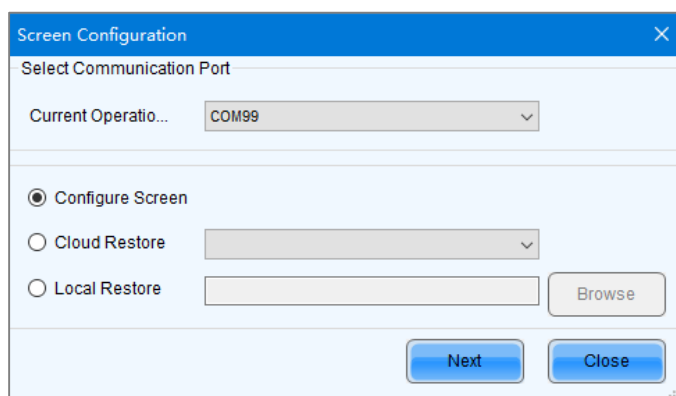 Screen Configuration
Select Communication Port
Current Operatio... COM99
Configure Screen
Cloud Restore
Local Restore Browse
Next Close